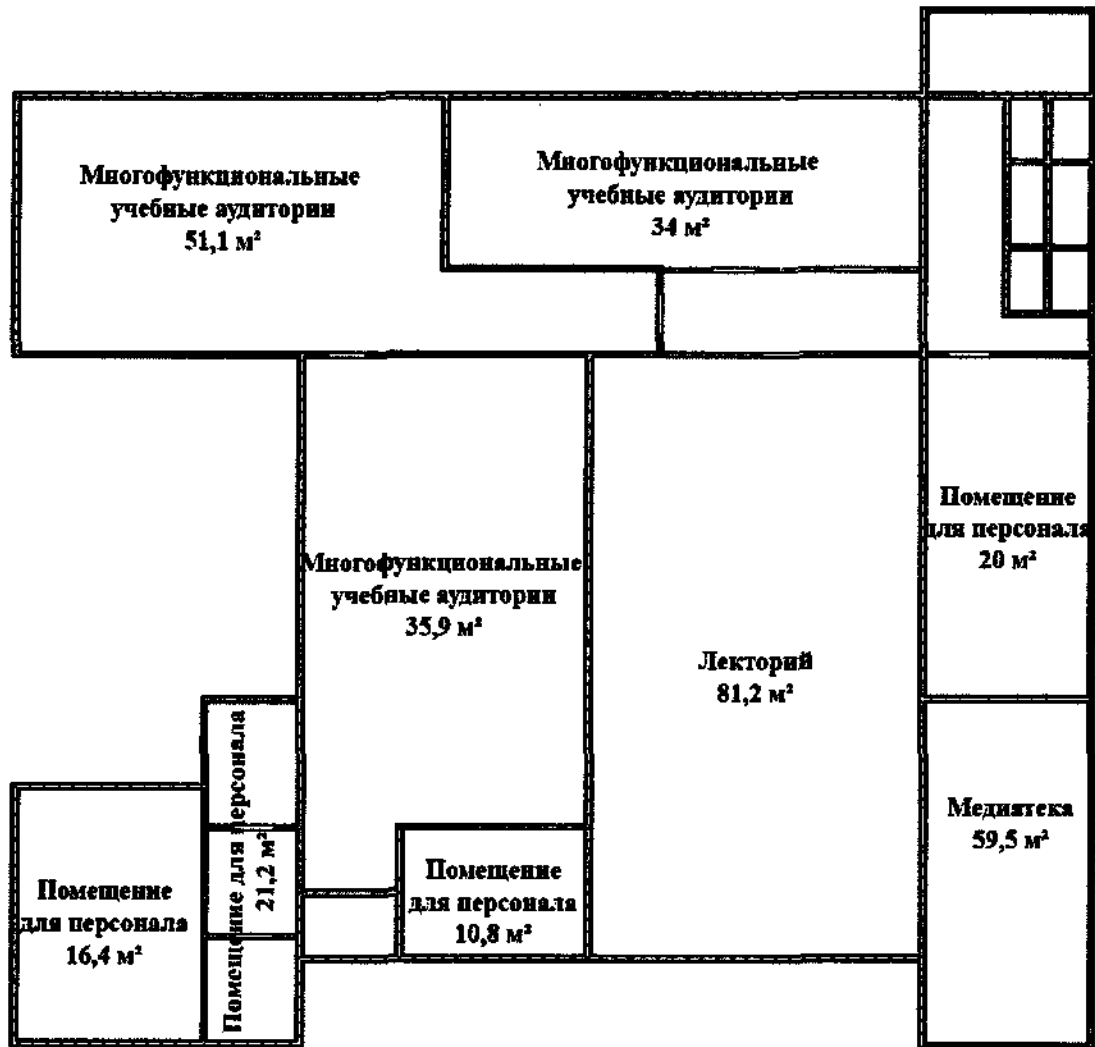 Многофункциональные
учебные аудитории
51,1 м²
Многофункциональные
учебные аудитории
34 м²
Многофункциональные
учебные аудитории
35,9 м²
Лекторий
81,2 м²
Помещение
для персонала
20 м²
Медиатека
59,5 м²
Помещение
для персонала
16,4 м²
Помещение для персонала
21,2 м²
Помещение
для персонала
10,8 м²